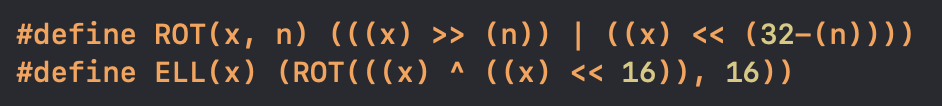 #define ROT(x, n) (((x) >> (n)) | ((x) << (32-(n))))
#define ELL(x) (ROT(((x) ^ ((x) << 16)), 16))